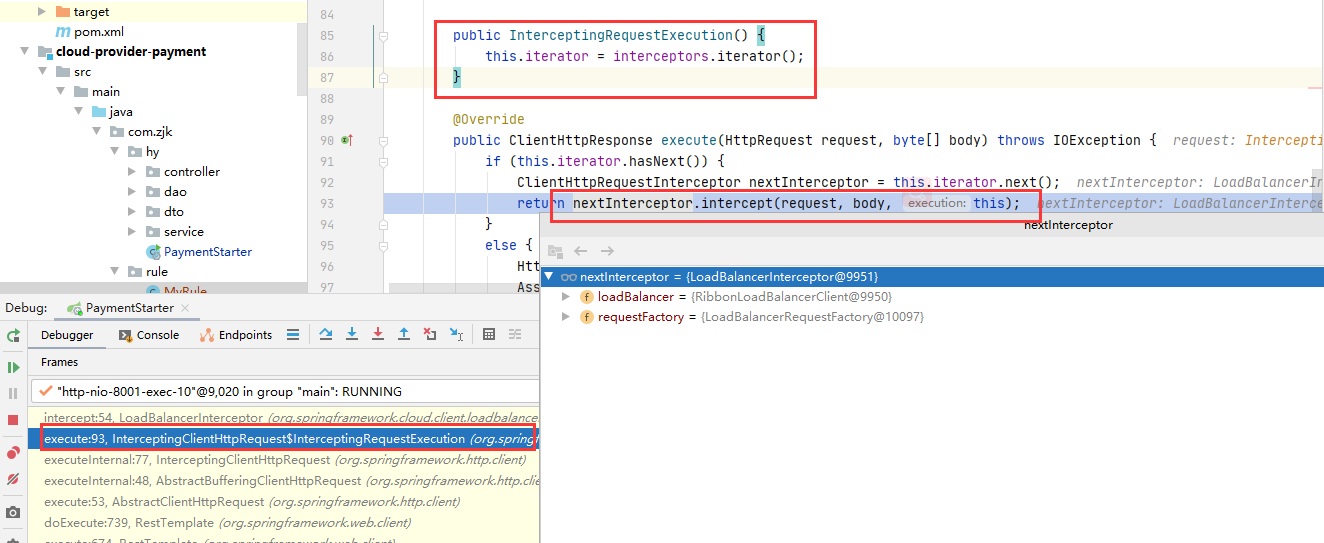 target
pom.xml
cloud-provider-payment
src
main
java
com.zjk
hy
controller
dao
dto
service
PaymentStarter
rule
MyRule
84
85 public InterceptingRequestExecution() {
86 this.iterator = interceptors.iterator();
87 }
88
89 @Override
90 public ClientHttpResponse execute(HttpRequest request, byte[] body) throws IOException { request: Intercepti
91 if (this.iterator.hasNext()) {
92 ClientHttpRequestInterceptor nextInterceptor = this.iterator.next(); nextInterceptor: LoadBalancerIn
93 return nextInterceptor.intercept(request, body, execution: this); nextInterceptor: LoadBalancerInterce
94 }
95 else {
96 Htt
97 Ass
nextInterceptor
nextInterceptor = {LoadBalancerInterceptor@9951}
loadBalancer = {RibbonLoadBalancerClient@9950}
requestFactory = {LoadBalancerRequestFactory@10097}
Debug: PaymentStarter
Debugger Console Endpoints
Frames
"http-nio-8001-exec-10"@9,020 in group "main": RUNNING
intercept:54, LoadBalancerInterceptor (org.springframework.cloud.client.loadbalance
execute:93, InterceptingClientHttpRequest$InterceptingRequestExecution (org.spring
executeInternal:77, InterceptingClientHttpRequest (org.springframework.http.client)
executeInternal:48, AbstractBufferingClientHttpRequest (org.springframework.http.clie
execute:53, AbstractClientHttpRequest (org.springframework.http.client)
doExecute:739, RestTemplate (org.springframework.web.client)
execute:674, RestTemplate (org.springframework.web.client)